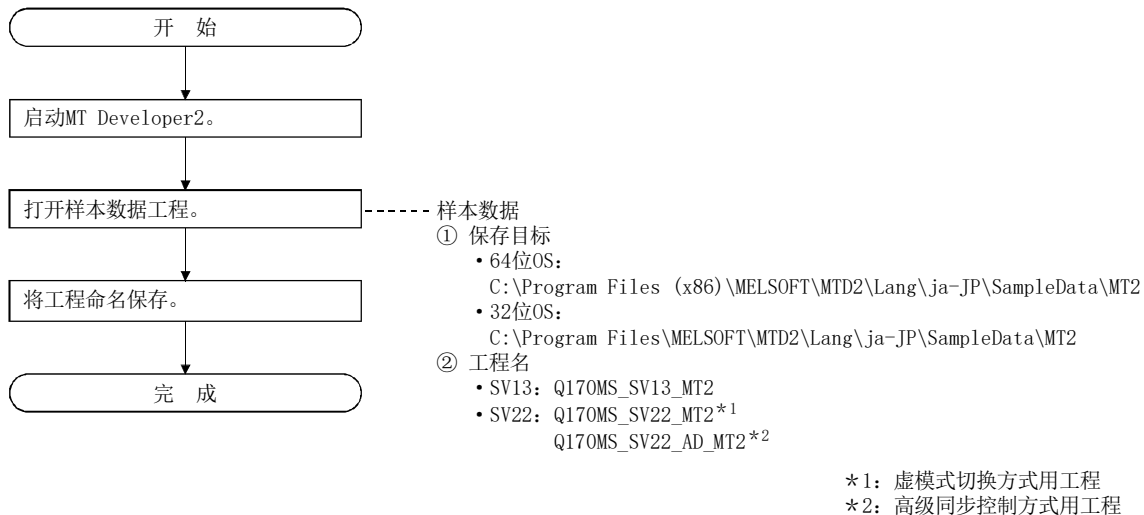 开 始
启动MT Developer2。
打开样本数据工程。
样本数据
① 保存目标
•64位OS：
C:\Program Files (x86)\MELSOFT\MTD2\Lang\ja-JP\SampleData\MT2
•32位OS：
C:\Program Files\MELSOFT\MTD2\Lang\ja-JP\SampleData\MT2
② 工程名
•SV13：Q170MS_SV13_MT2
•SV22：Q170MS_SV22_MT2*1
Q170MS_SV22_AD_MT2*2
将工程命名保存。
完 成
*1：虚模式切换方式用工程
*2：高级同步控制方式用工程